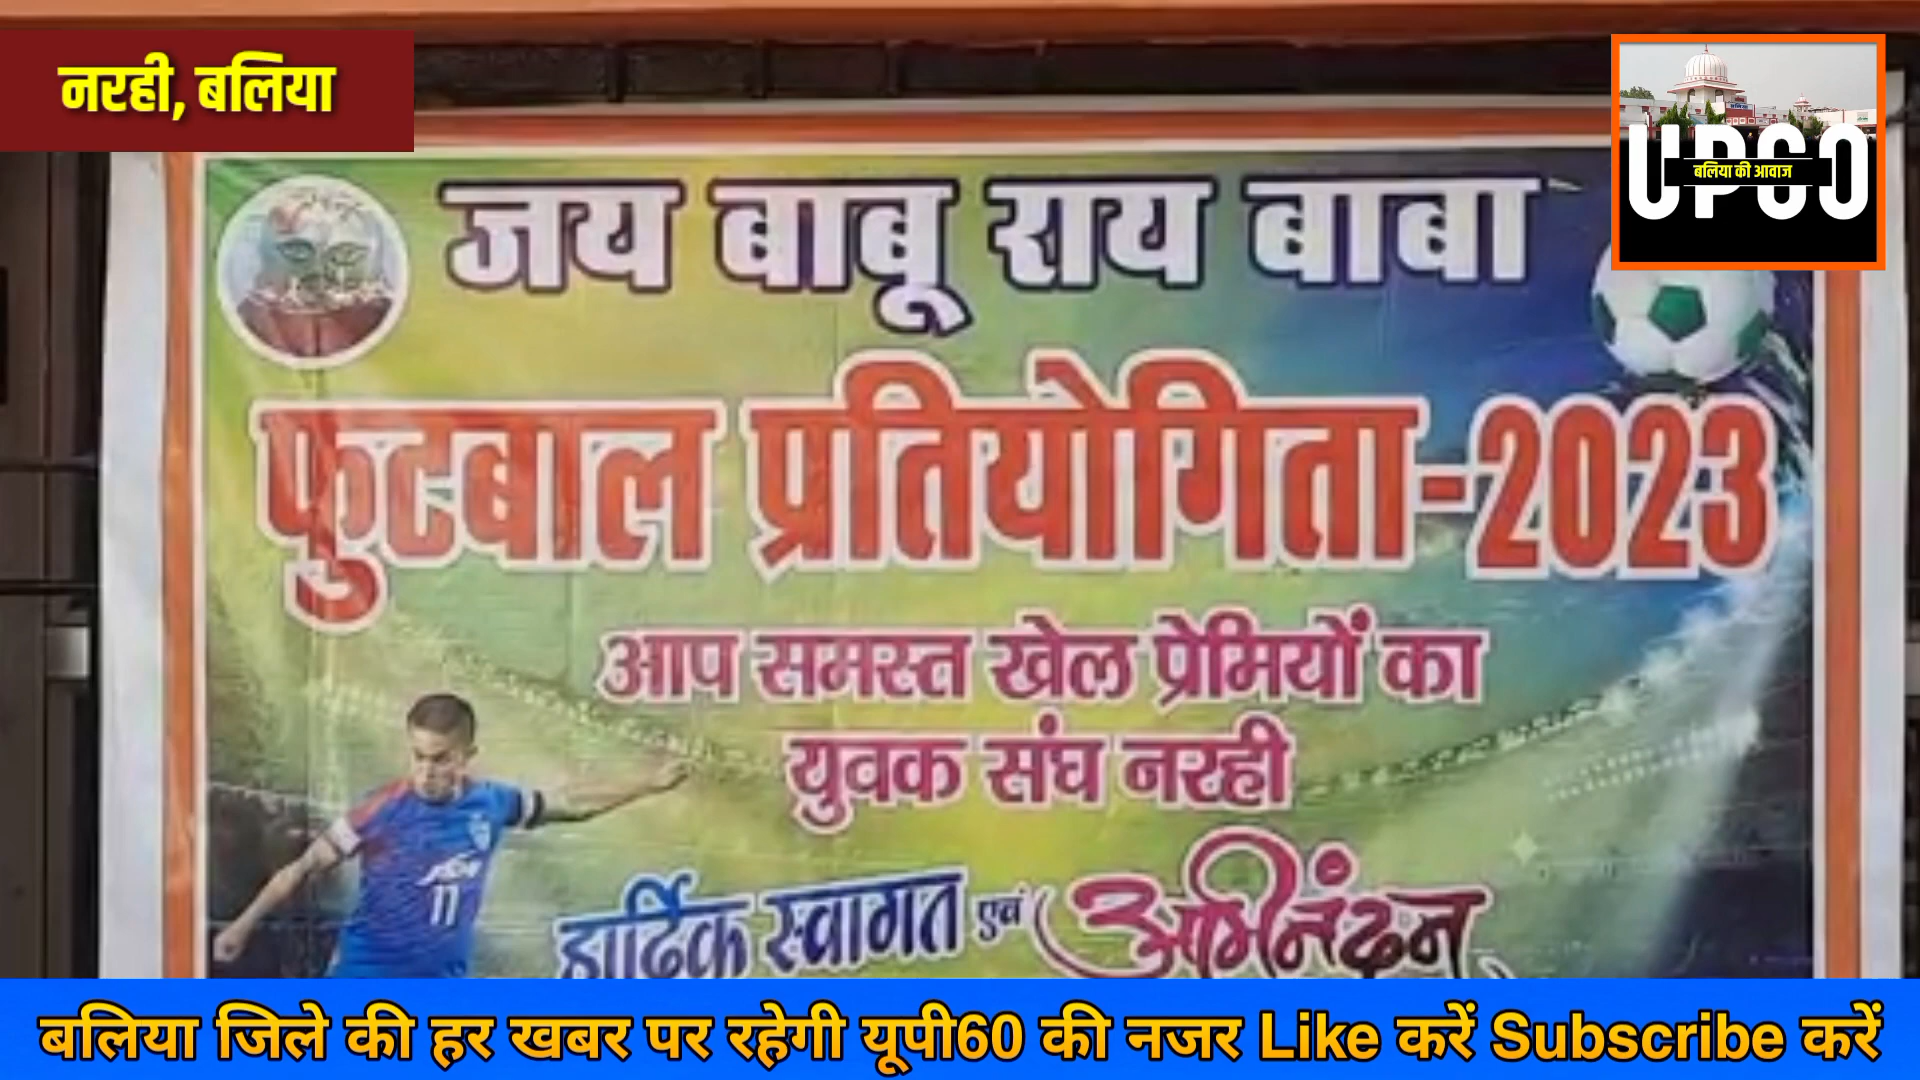 नरही, बलिया
UP60
बलिया की आवाज
जय बाबू राय बाबा
फुटबाल प्रतियोगिता-2023
आप समस्त खेल प्रेमियों का
युवक संघ नरही
हार्दिक स्वागत एवं अभिनंदन
11
बलिया जिले की हर खबर पर रहेगी यूपी60 की नजर Like करें Subscribe करें